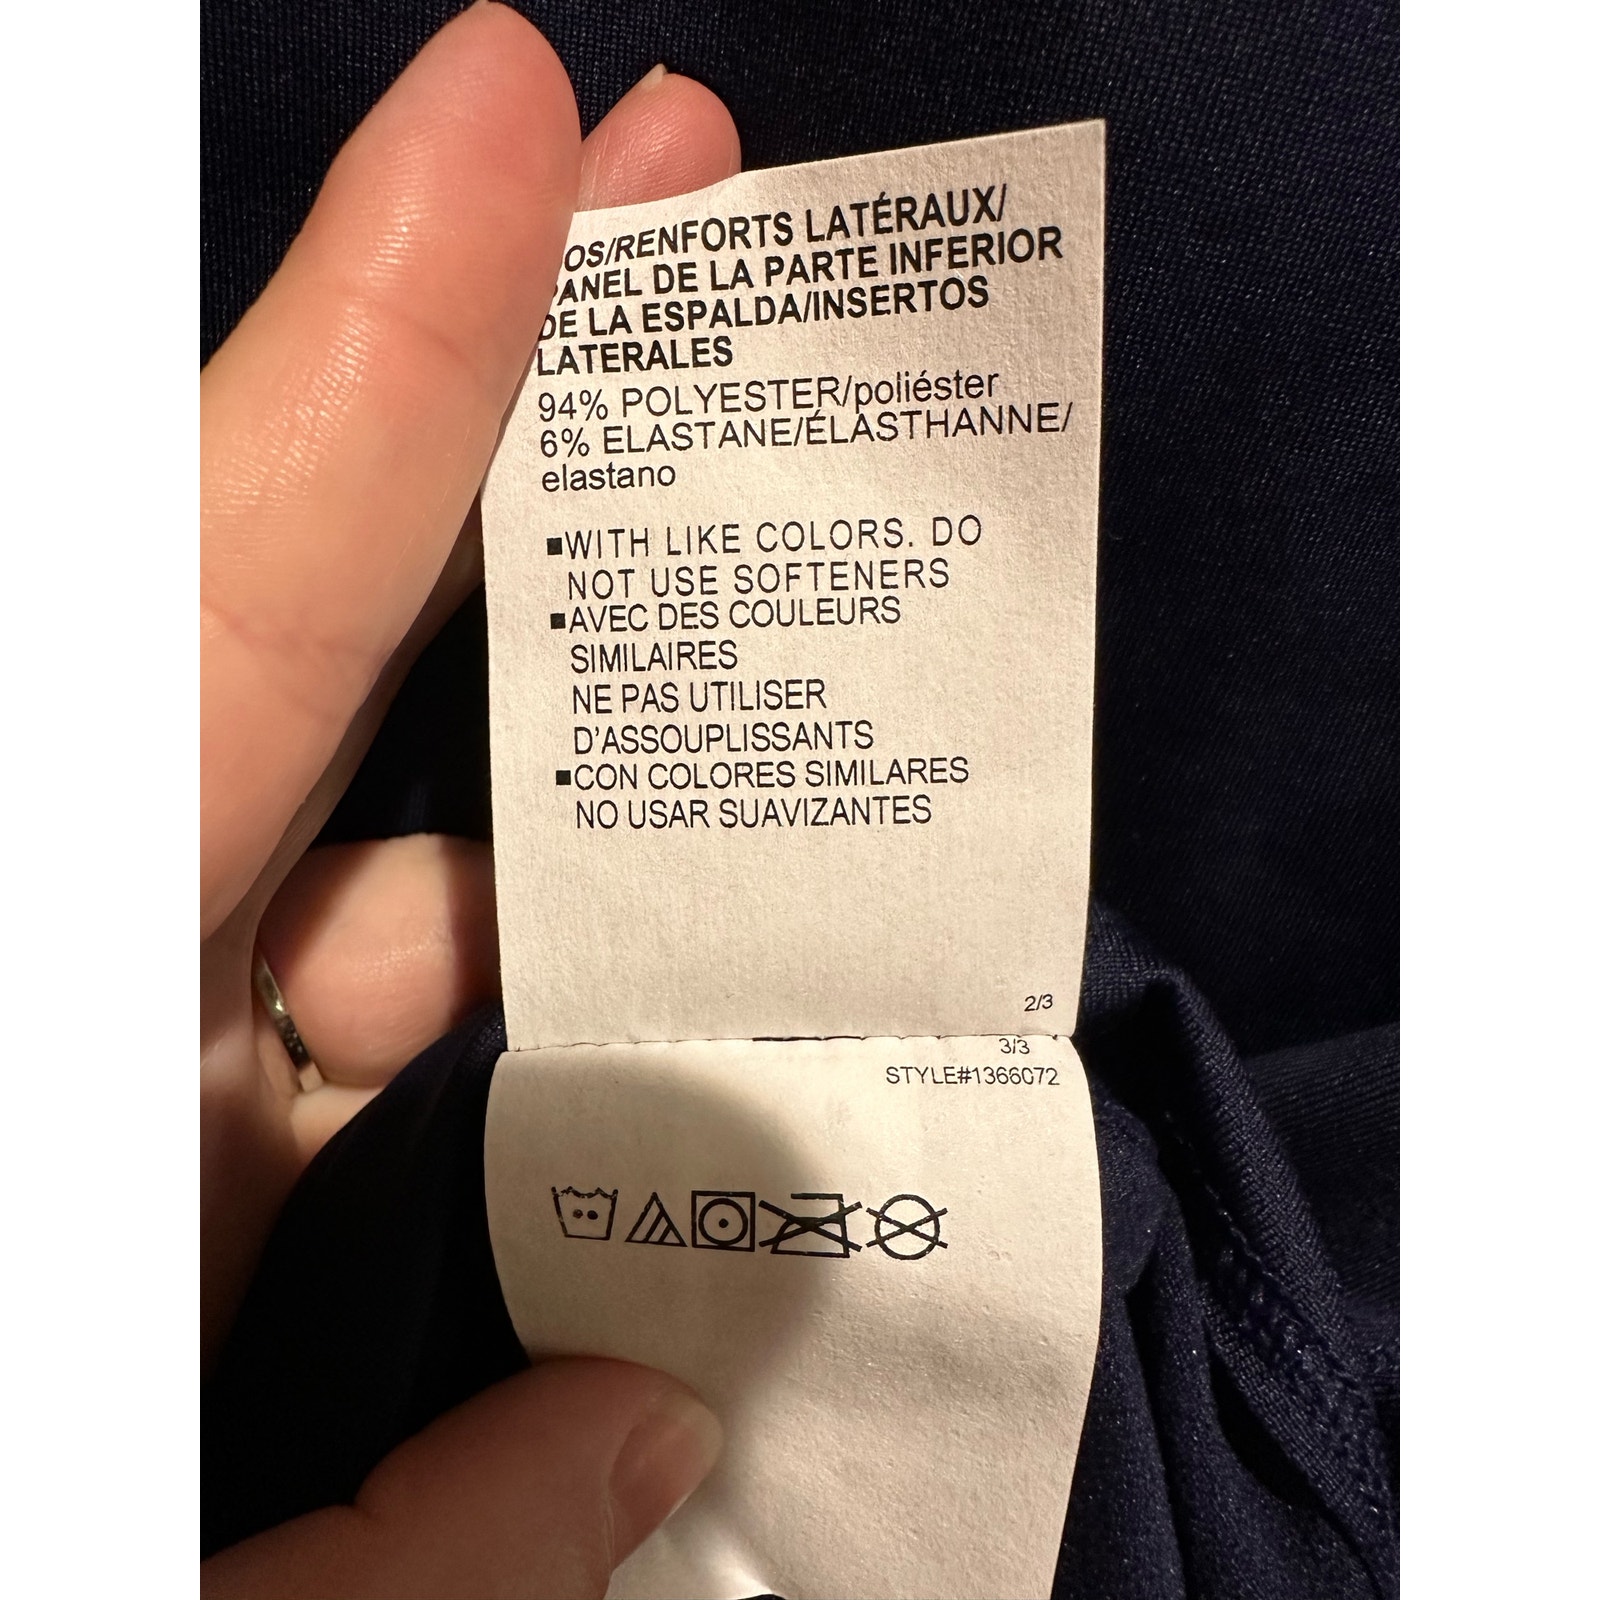 OS/RENFORTS LATÉRAUX/
PANEL DE LA PARTE INFERIOR
DE LA ESPALDA/INSERTOS
LATERALES
94% POLYESTER/poliéster
6% ELASTANE/ÉLASTHANNE/
elastano
■WITH LIKE COLORS. DO
NOT USE SOFTENERS
■AVEC DES COULEURS
SIMILAIRES
NE PAS UTILISER
D'ASSOUPLISSANTS
■CON COLORES SIMILARES
NO USAR SUAVIZANTES
2/3
3/3
STYLE#1366072